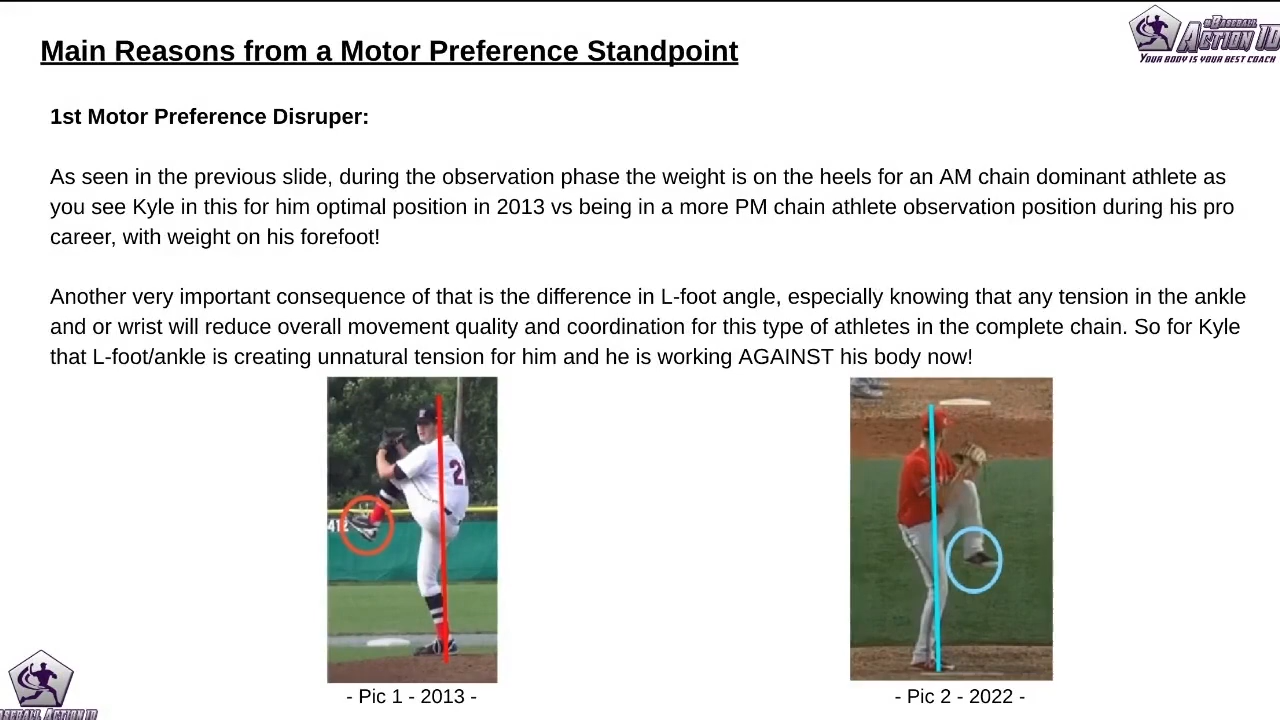 Main Reasons from a Motor Preference Standpoint
BASEBALL
ACTION ID
YOUR BODY IS YOUR BEST COACH
1st Motor Preference Disruper:
As seen in the previous slide, during the observation phase the weight is on the heels for an AM chain dominant athlete as
you see Kyle in this for him optimal position in 2013 vs being in a more PM chain athlete observation position during his pro
career, with weight on his forefoot!
Another very important consequence of that is the difference in L-foot angle, especially knowing that any tension in the ankle
and or wrist will reduce overall movement quality and coordination for this type of athletes in the complete chain. So for Kyle
that L-foot/ankle is creating unnatural tension for him and he is working AGAINST his body now!
412
2
- Pic 1 - 2013 -
- Pic 2 - 2022 -
BASEBALL ACTION ID